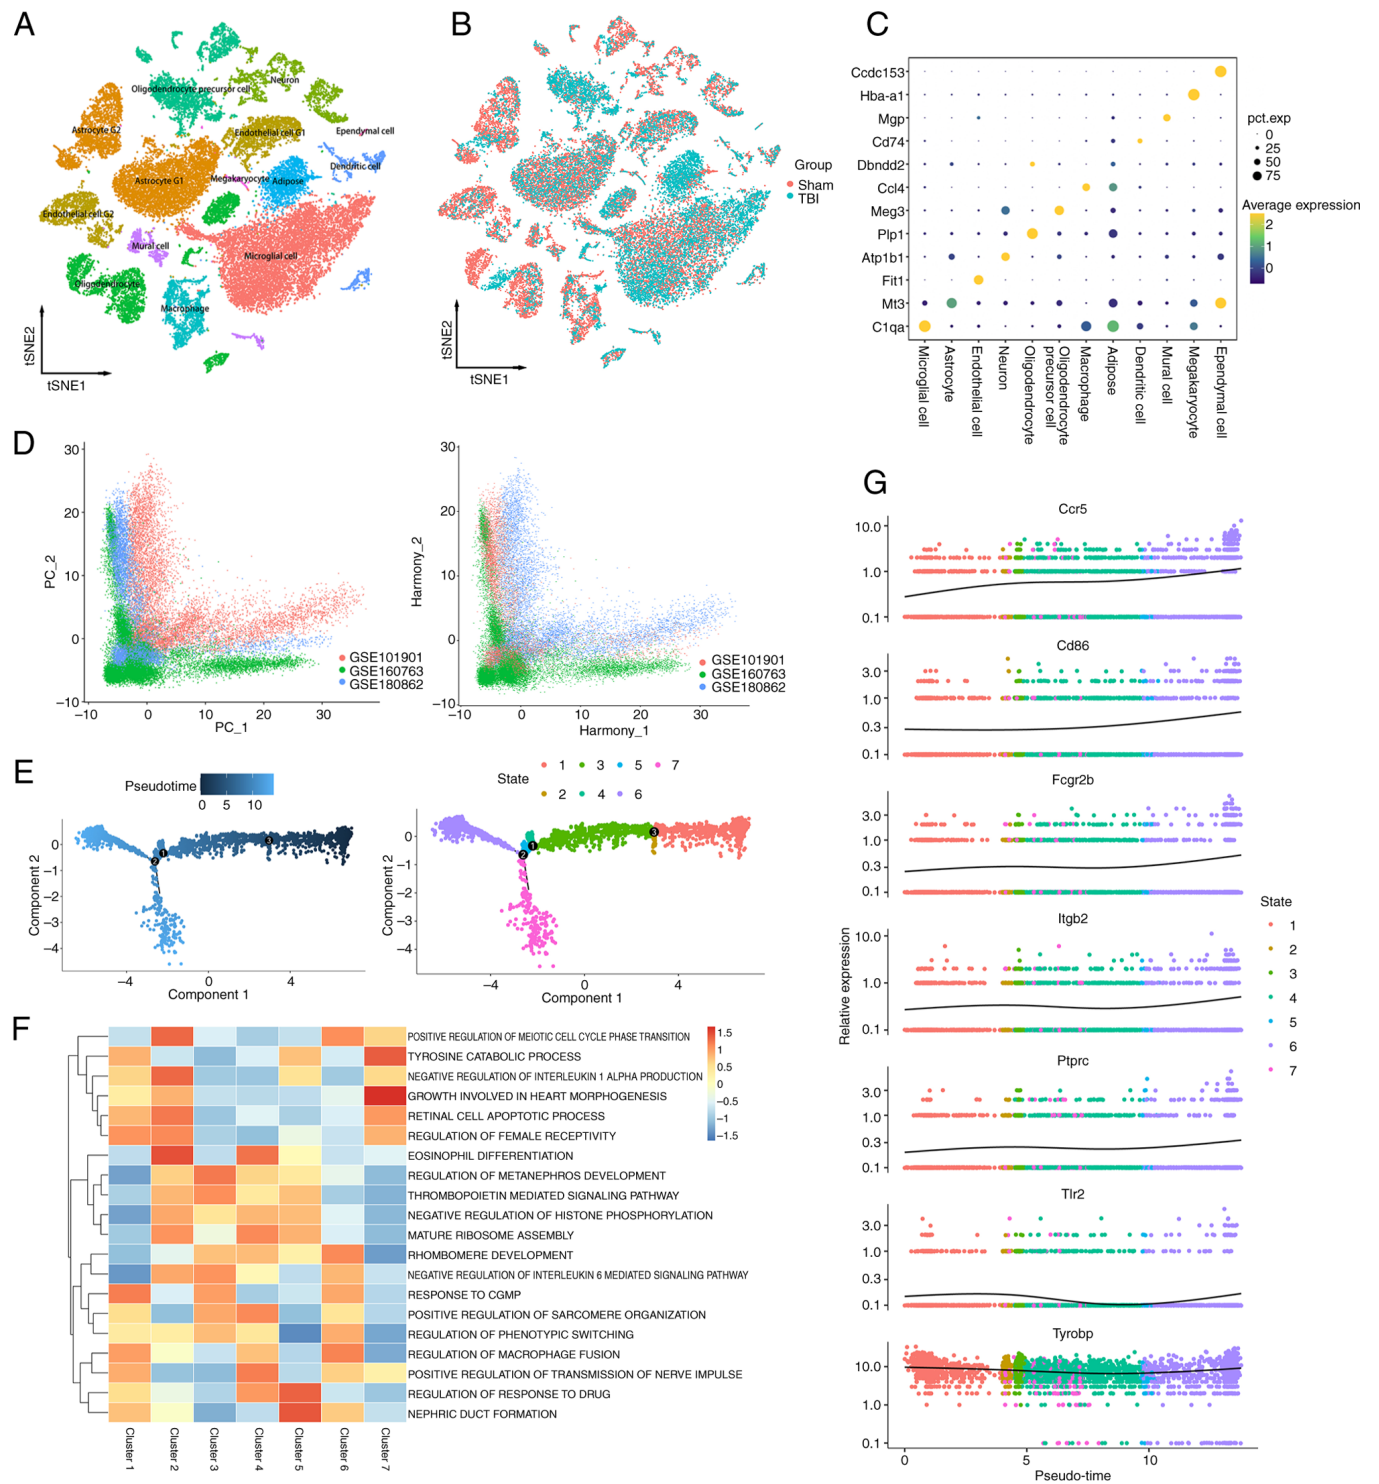 A
Oligodendrocyte precursor cell
Neuron
Astrocyte G2
Endothelial cell G1
Ependymal cell
Dendritic cell
Astrocyte G1
Megakaryocyte
Adipose
Endothelial cell G2
Mural cell
Microglial cell
Oligodendrocyte
Macrophage
tSNE2
tSNE1
B
Group
Sham
TBI
tSNE2
tSNE1
C
Ccdc153
Hba-a1
Mgp
Cd74
Dbndd2
Ccl4
Meg3
Plp1
Atp1b1
Fit1
Mt3
C1qa
Microglial cell
Astrocyte
Endothelial cell
Neuron
Oligodendrocyte
Oligodendrocyte
precursor cell
Macrophage
Adipose
Dendritic cell
Mural cell
Megakaryocyte
Ependymal cell
pct.exp
0
25
50
75
Average expression
2
1
0
D
30
20
10
0
−10
PC_2
−10 0 10 20 30
PC_1
GSE101901
GSE160763
GSE180862
30
20
10
0
−10
Harmony_2
−10 0 10 20 30
Harmony_1
GSE101901
GSE160763
GSE180862
E
Pseudotime
0 5 10
0
−1
−2
−3
−4
Component 2
−4 0 4
Component 1
1
2
3
State
1 3 5 7
2 4 6
0
−1
−2
−3
−4
Component 2
−4 0 4
Component 1
1
2
3
F
POSITIVE REGULATION OF MEIOTIC CELL CYCLE PHASE TRANSITION
TYROSINE CATABOLIC PROCESS
NEGATIVE REGULATION OF INTERLEUKIN 1 ALPHA PRODUCTION
GROWTH INVOLVED IN HEART MORPHOGENESIS
RETINAL CELL APOPTOTIC PROCESS
REGULATION OF FEMALE RECEPTIVITY
EOSINOPHIL DIFFERENTIATION
REGULATION OF METANEPHROS DEVELOPMENT
THROMBOPOIETIN MEDIATED SIGNALING PATHWAY
NEGATIVE REGULATION OF HISTONE PHOSPHORYLATION
MATURE RIBOSOME ASSEMBLY
RHOMBOMERE DEVELOPMENT
NEGATIVE REGULATION OF INTERLEUKIN 6 MEDIATED SIGNALING PATHWAY
RESPONSE TO CGMP
POSITIVE REGULATION OF SARCOMERE ORGANIZATION
REGULATION OF PHENOTYPIC SWITCHING
REGULATION OF MACROPHAGE FUSION
POSITIVE REGULATION OF TRANSMISSION OF NERVE IMPULSE
REGULATION OF RESPONSE TO DRUG
NEPHRIC DUCT FORMATION
Cluster 1
Cluster 2
Cluster 3
Cluster 4
Cluster 5
Cluster 6
Cluster 7
1.5
1
0.5
0
−0.5
−1
−1.5
G
Relative expression
Ccr5
10.0
1.0
0.1
Cd86
3.0
1.0
0.3
0.1
Fcgr2b
3.0
1.0
0.3
0.1
Itgb2
10.0
1.0
0.1
Ptprc
3.0
1.0
0.3
0.1
Tlr2
3.0
1.0
0.3
0.1
Tyrobp
10.0
1.0
0.1
0 5 10
Pseudo-time
State
1
2
3
4
5
6
7